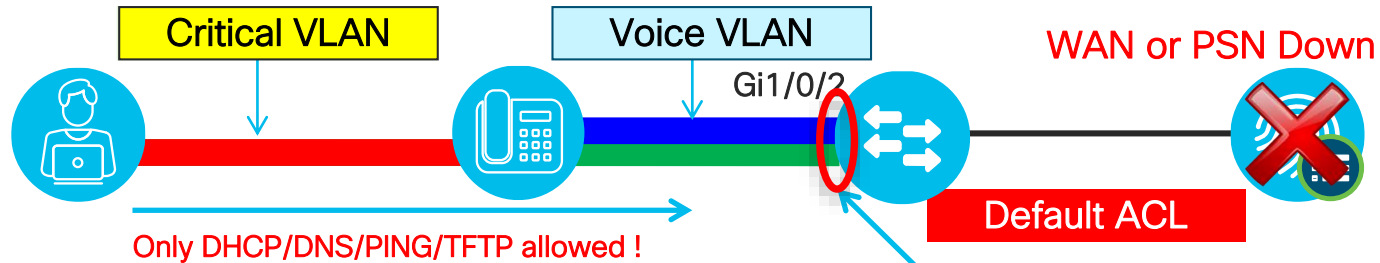 Critical VLAN
Voice VLAN
WAN or PSN Down
Gi1/0/2
Default ACL
Only DHCP/DNS/PING/TFTP allowed !